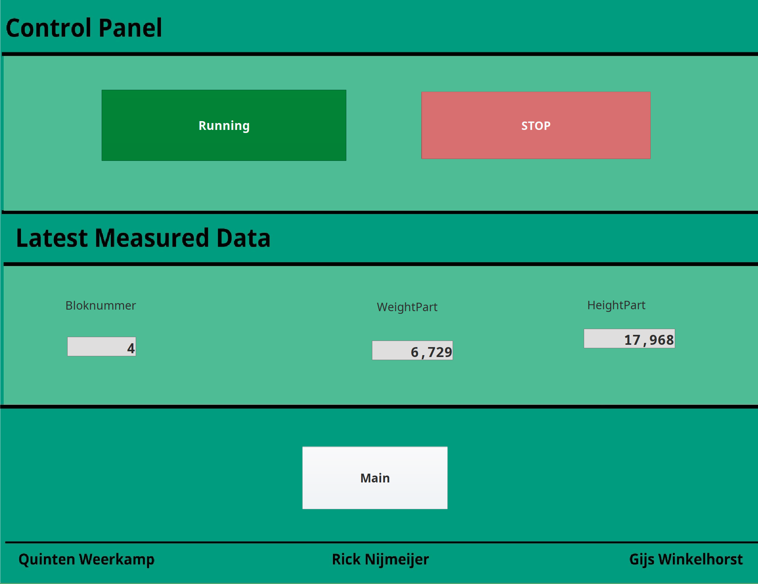 Control Panel
Running
STOP
Latest Measured Data
Bloknummer
WeightPart
HeightPart
4
6,729
17,968
Main
Quinten Weerkamp
Rick Nijmeijer
Gijs Winkelhorst